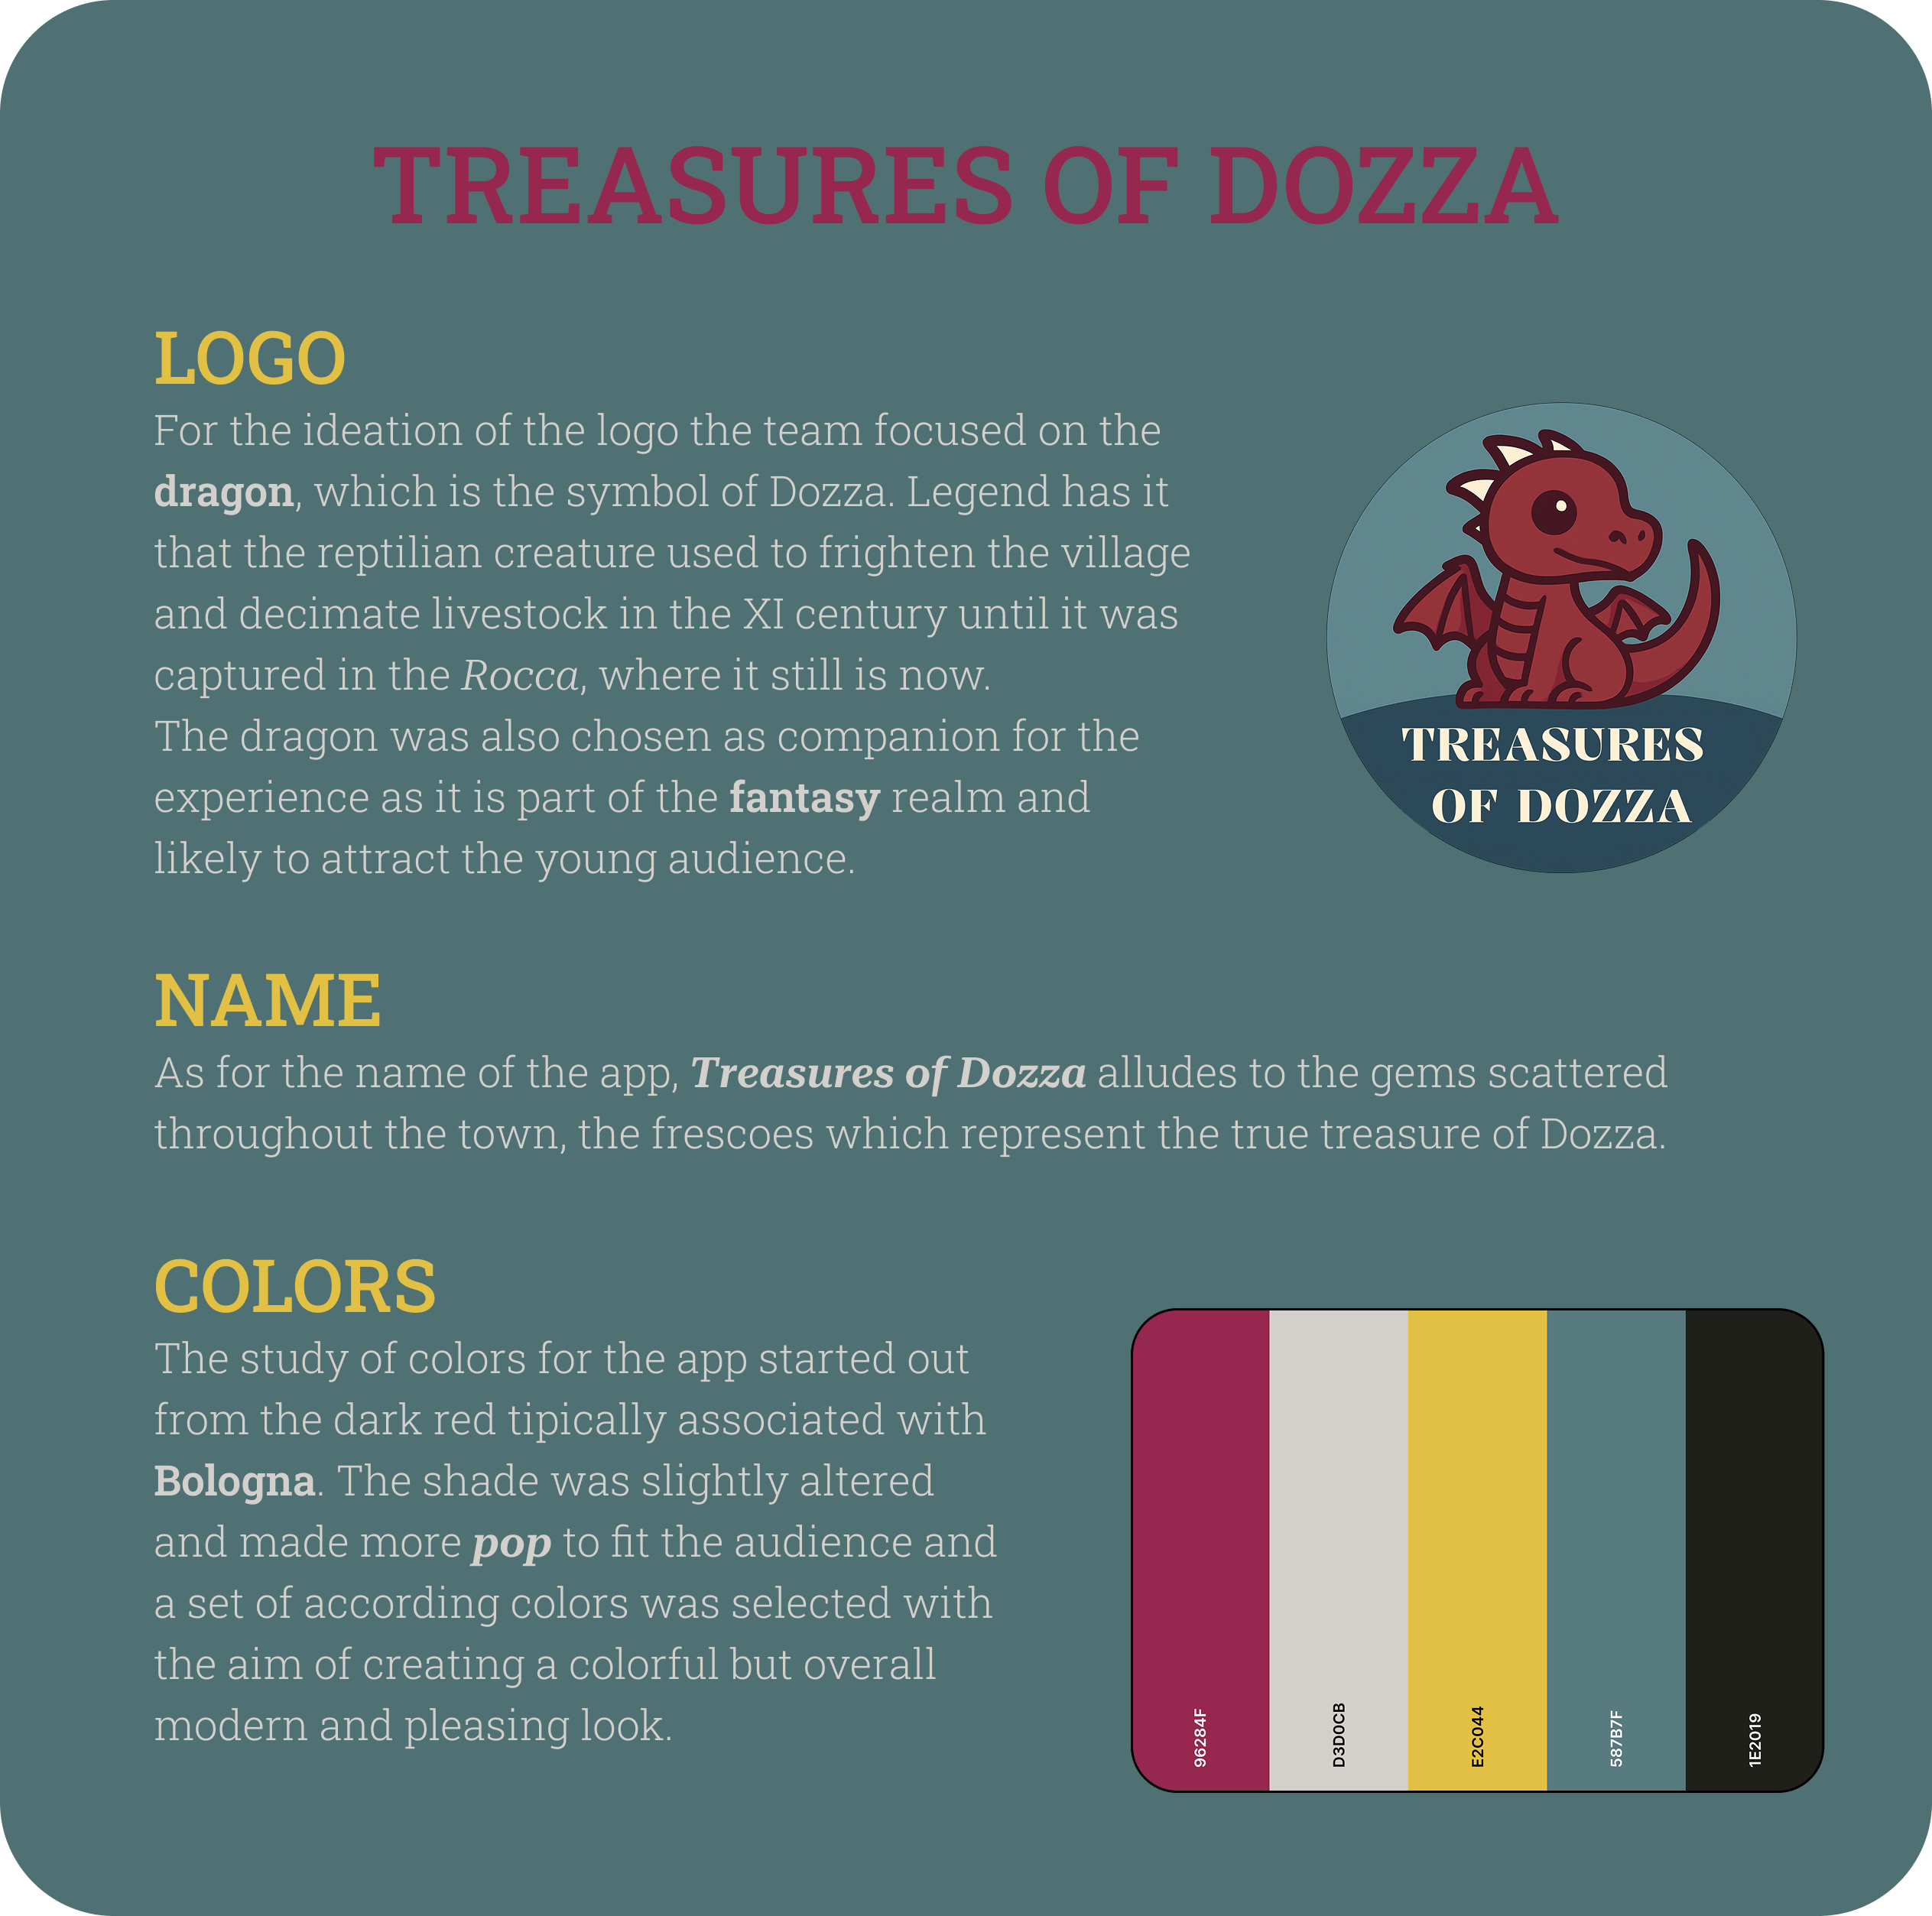 TREASURES OF DOZZA
LOGO
For the ideation of the logo the team focused on the
dragon, which is the symbol of Dozza. Legend has it
that the reptilian creature used to frighten the village
and decimate livestock in the XI century until it was
captured in the Rocca, where it still is now.
The dragon was also chosen as companion for the
experience as it is part of the fantasy realm and
likely to attract the young audience.
TREASURES
OF DOZZA
NAME
As for the name of the app, Treasures of Dozza alludes to the gems scattered
throughout the town, the frescoes which represent the true treasure of Dozza.
COLORS
The study of colors for the app started out
from the dark red tipically associated with
Bologna. The shade was slightly altered
and made more pop to fit the audience and
a set of according colors was selected with
the aim of creating a colorful but overall
modern and pleasing look.
96284F
D3D0CB
E2C044
587B7F
1E2019